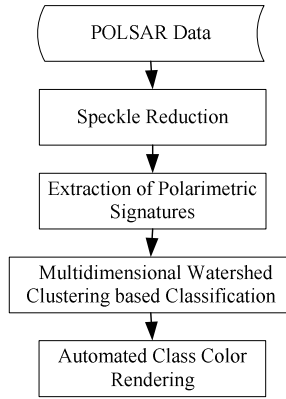 POLSAR Data
Speckle Reduction
Extraction of Polarimetric
Signatures
Multidimensional Watershed
Clustering based Classification
Automated Class Color
Rendering